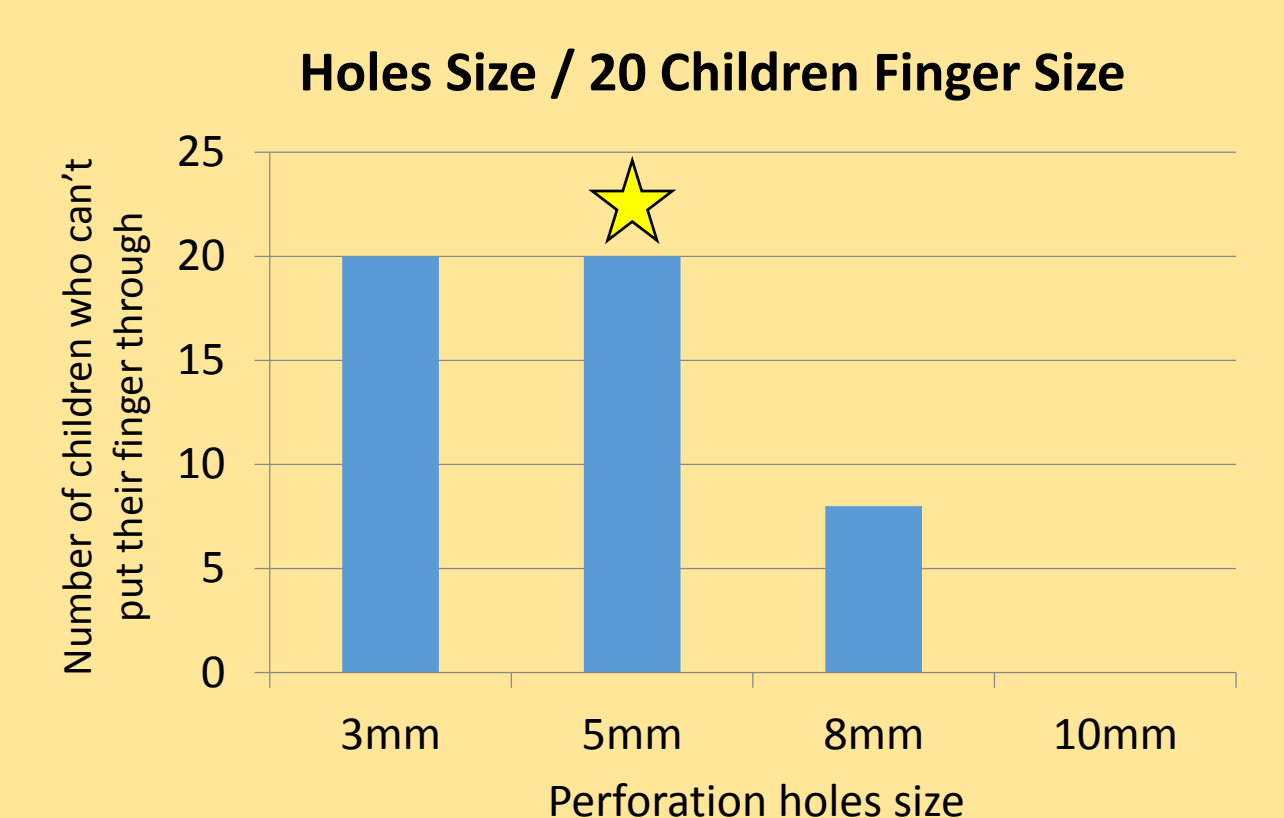 Holes Size / 20 Children Finger Size
Number of children who can't
put their finger through
25
20
15
10
5
0
3mm 5mm 8mm 10mm
Perforation holes size